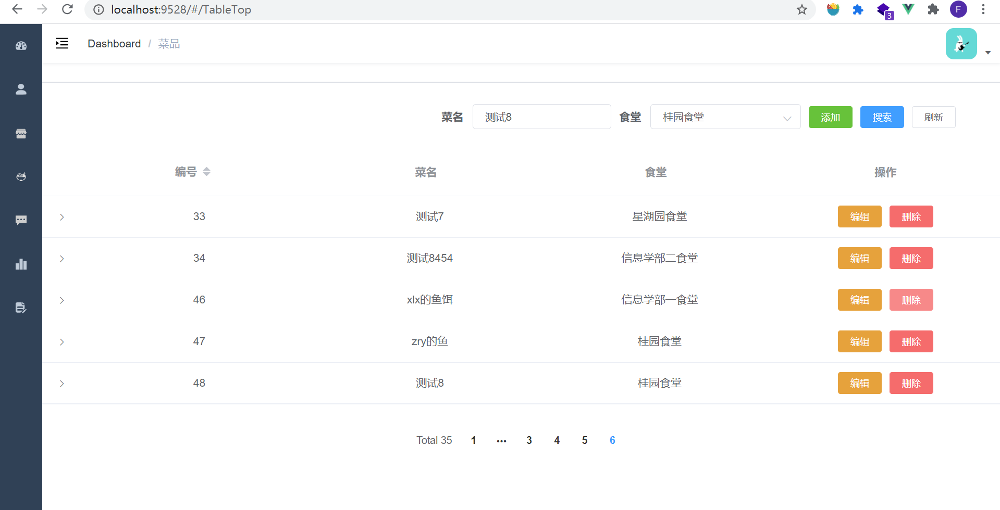 localhost:9528/#/TableTop
3
F
Dashboard / 菜品
菜名 测试8 食堂 桂园食堂 添加 搜索 刷新
编号 菜名 食堂 操作
33 测试7 星湖园食堂 编辑 删除
34 测试8454 信息学部二食堂 编辑 删除
46 xlx的鱼饵 信息学部一食堂 编辑 删除
47 zry的鱼 桂园食堂 编辑 删除
48 测试8 桂园食堂 编辑 删除
Total 35 1 ••• 3 4 5 6